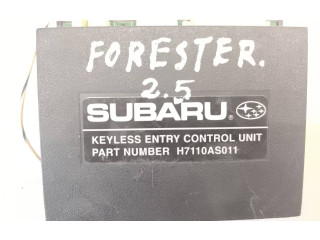 FORESTER.
2.5
SUBARU®
KEYLESS ENTRY CONTROL UNIT
PART NUMBER H7110AS011